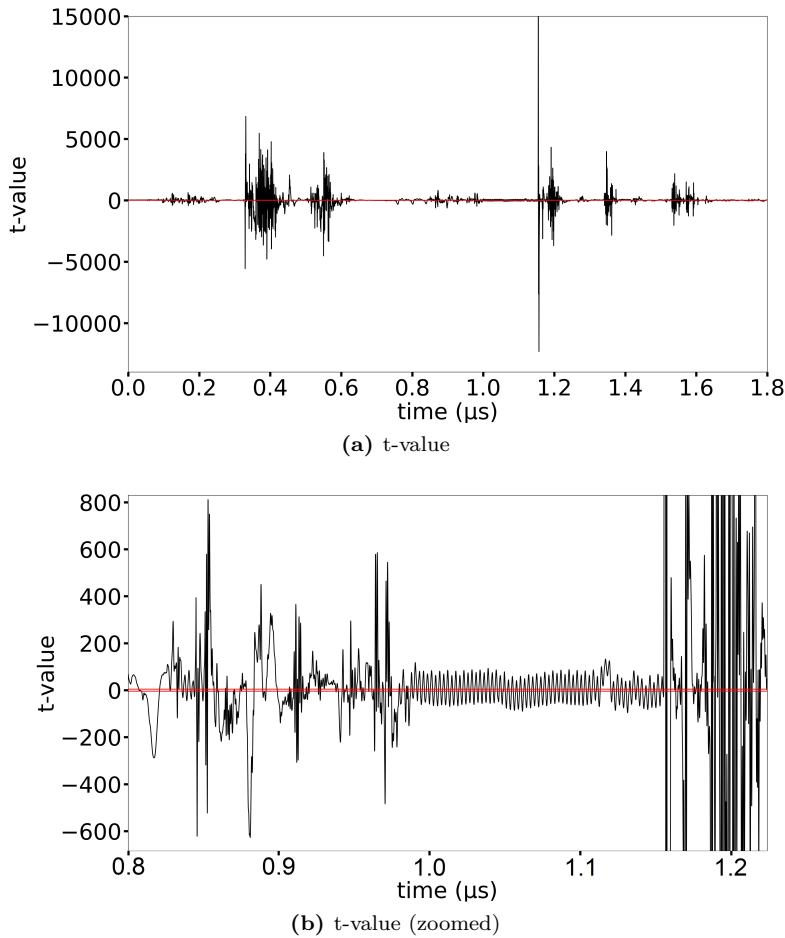 15000
10000
5000
0
−5000
−10000
t-value
0.0 0.2 0.4 0.6 0.8 1.0 1.2 1.4 1.6 1.8
time (μs)
(a) t-value
800
600
400
200
0
−200
−400
−600
t-value
0.8 0.9 1.0 1.1 1.2
time (μs)
(b) t-value (zoomed)